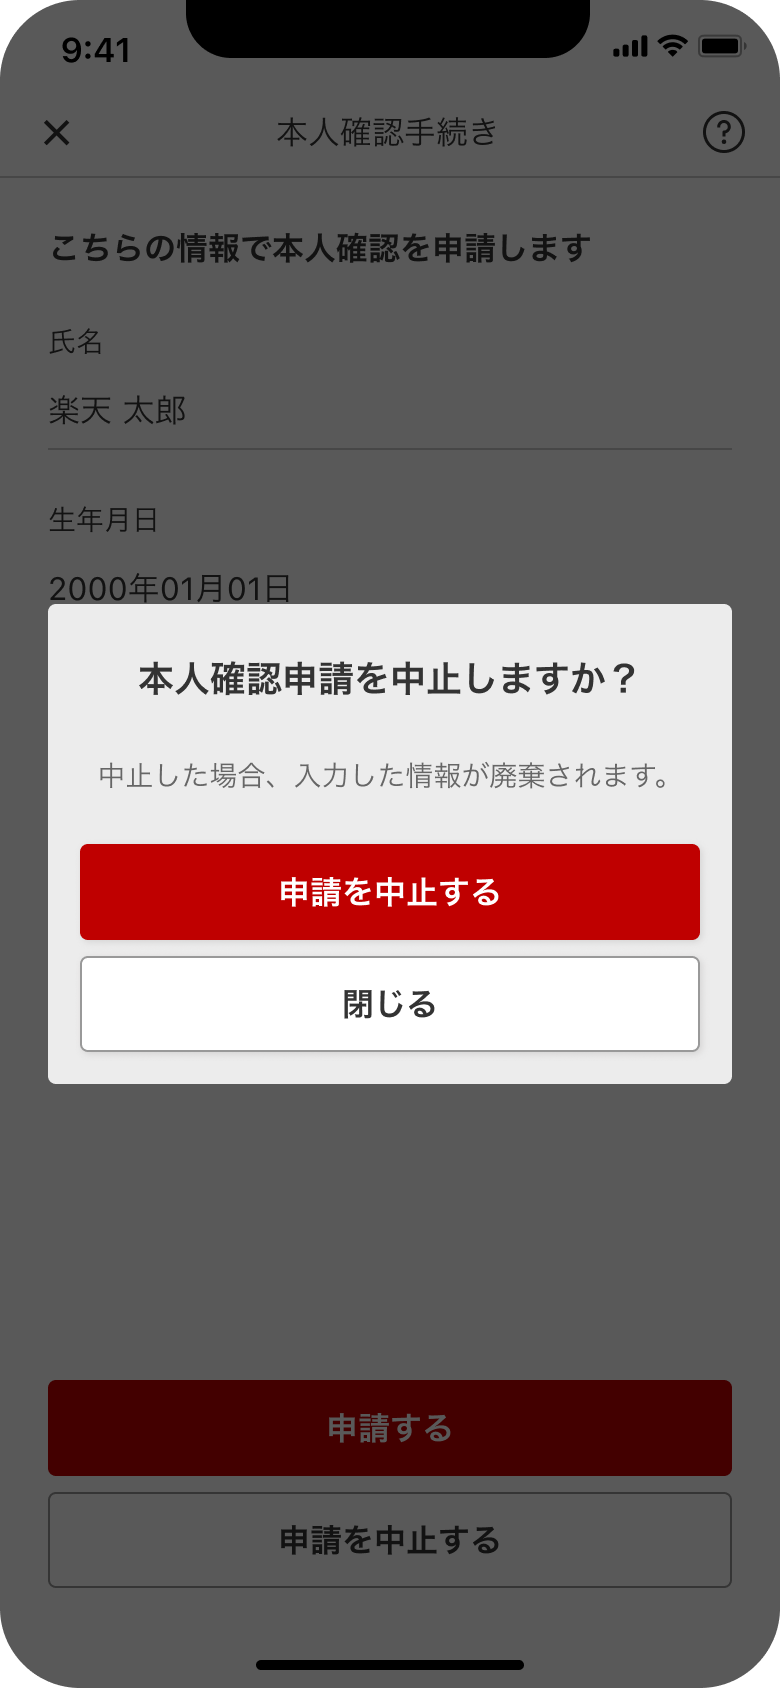 9:41
本人確認手続き
こちらの情報で本人確認を申請します
氏名
楽天 太郎
生年月日
2000年01月01日
本人確認申請を中止しますか？
中止した場合、入力した情報が廃棄されます。
申請を中止する
閉じる
申請する
申請を中止する